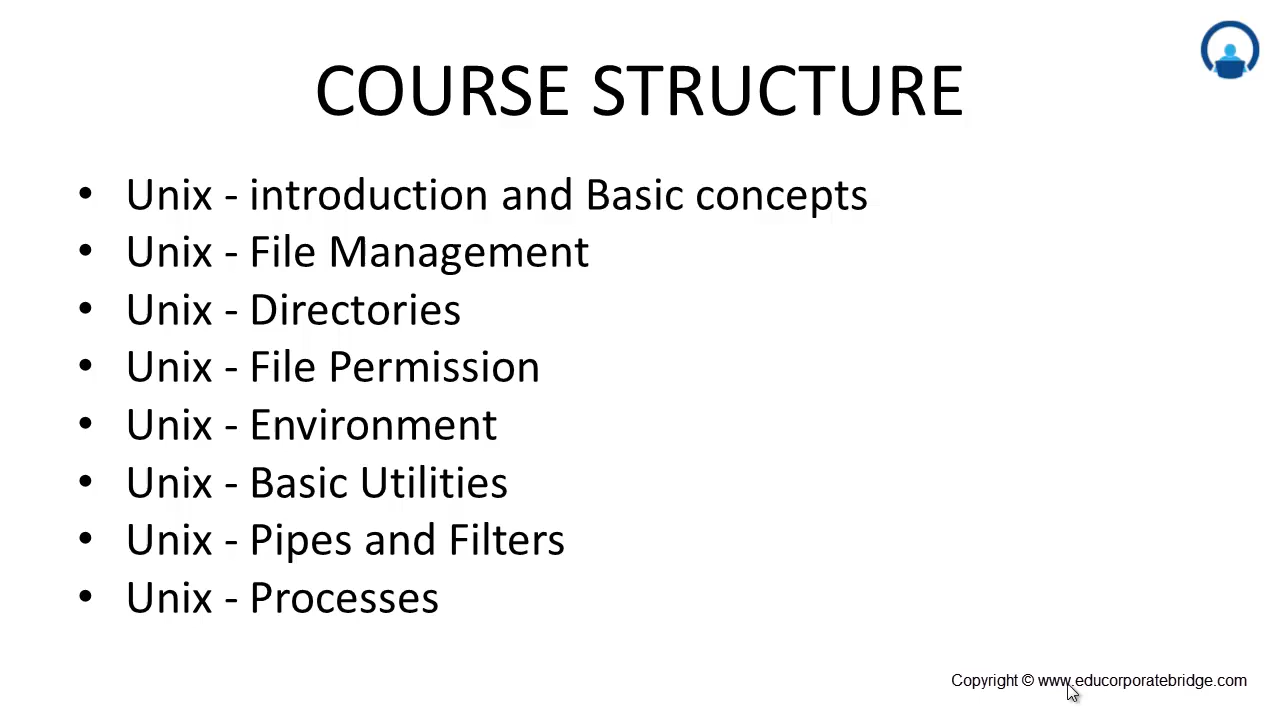 COURSE STRUCTURE
• Unix - introduction and Basic concepts
• Unix - File Management
• Unix - Directories
• Unix - File Permission
• Unix - Environment
• Unix - Basic Utilities
• Unix - Pipes and Filters
• Unix - Processes
Copyright © www.educorporatebridge.com